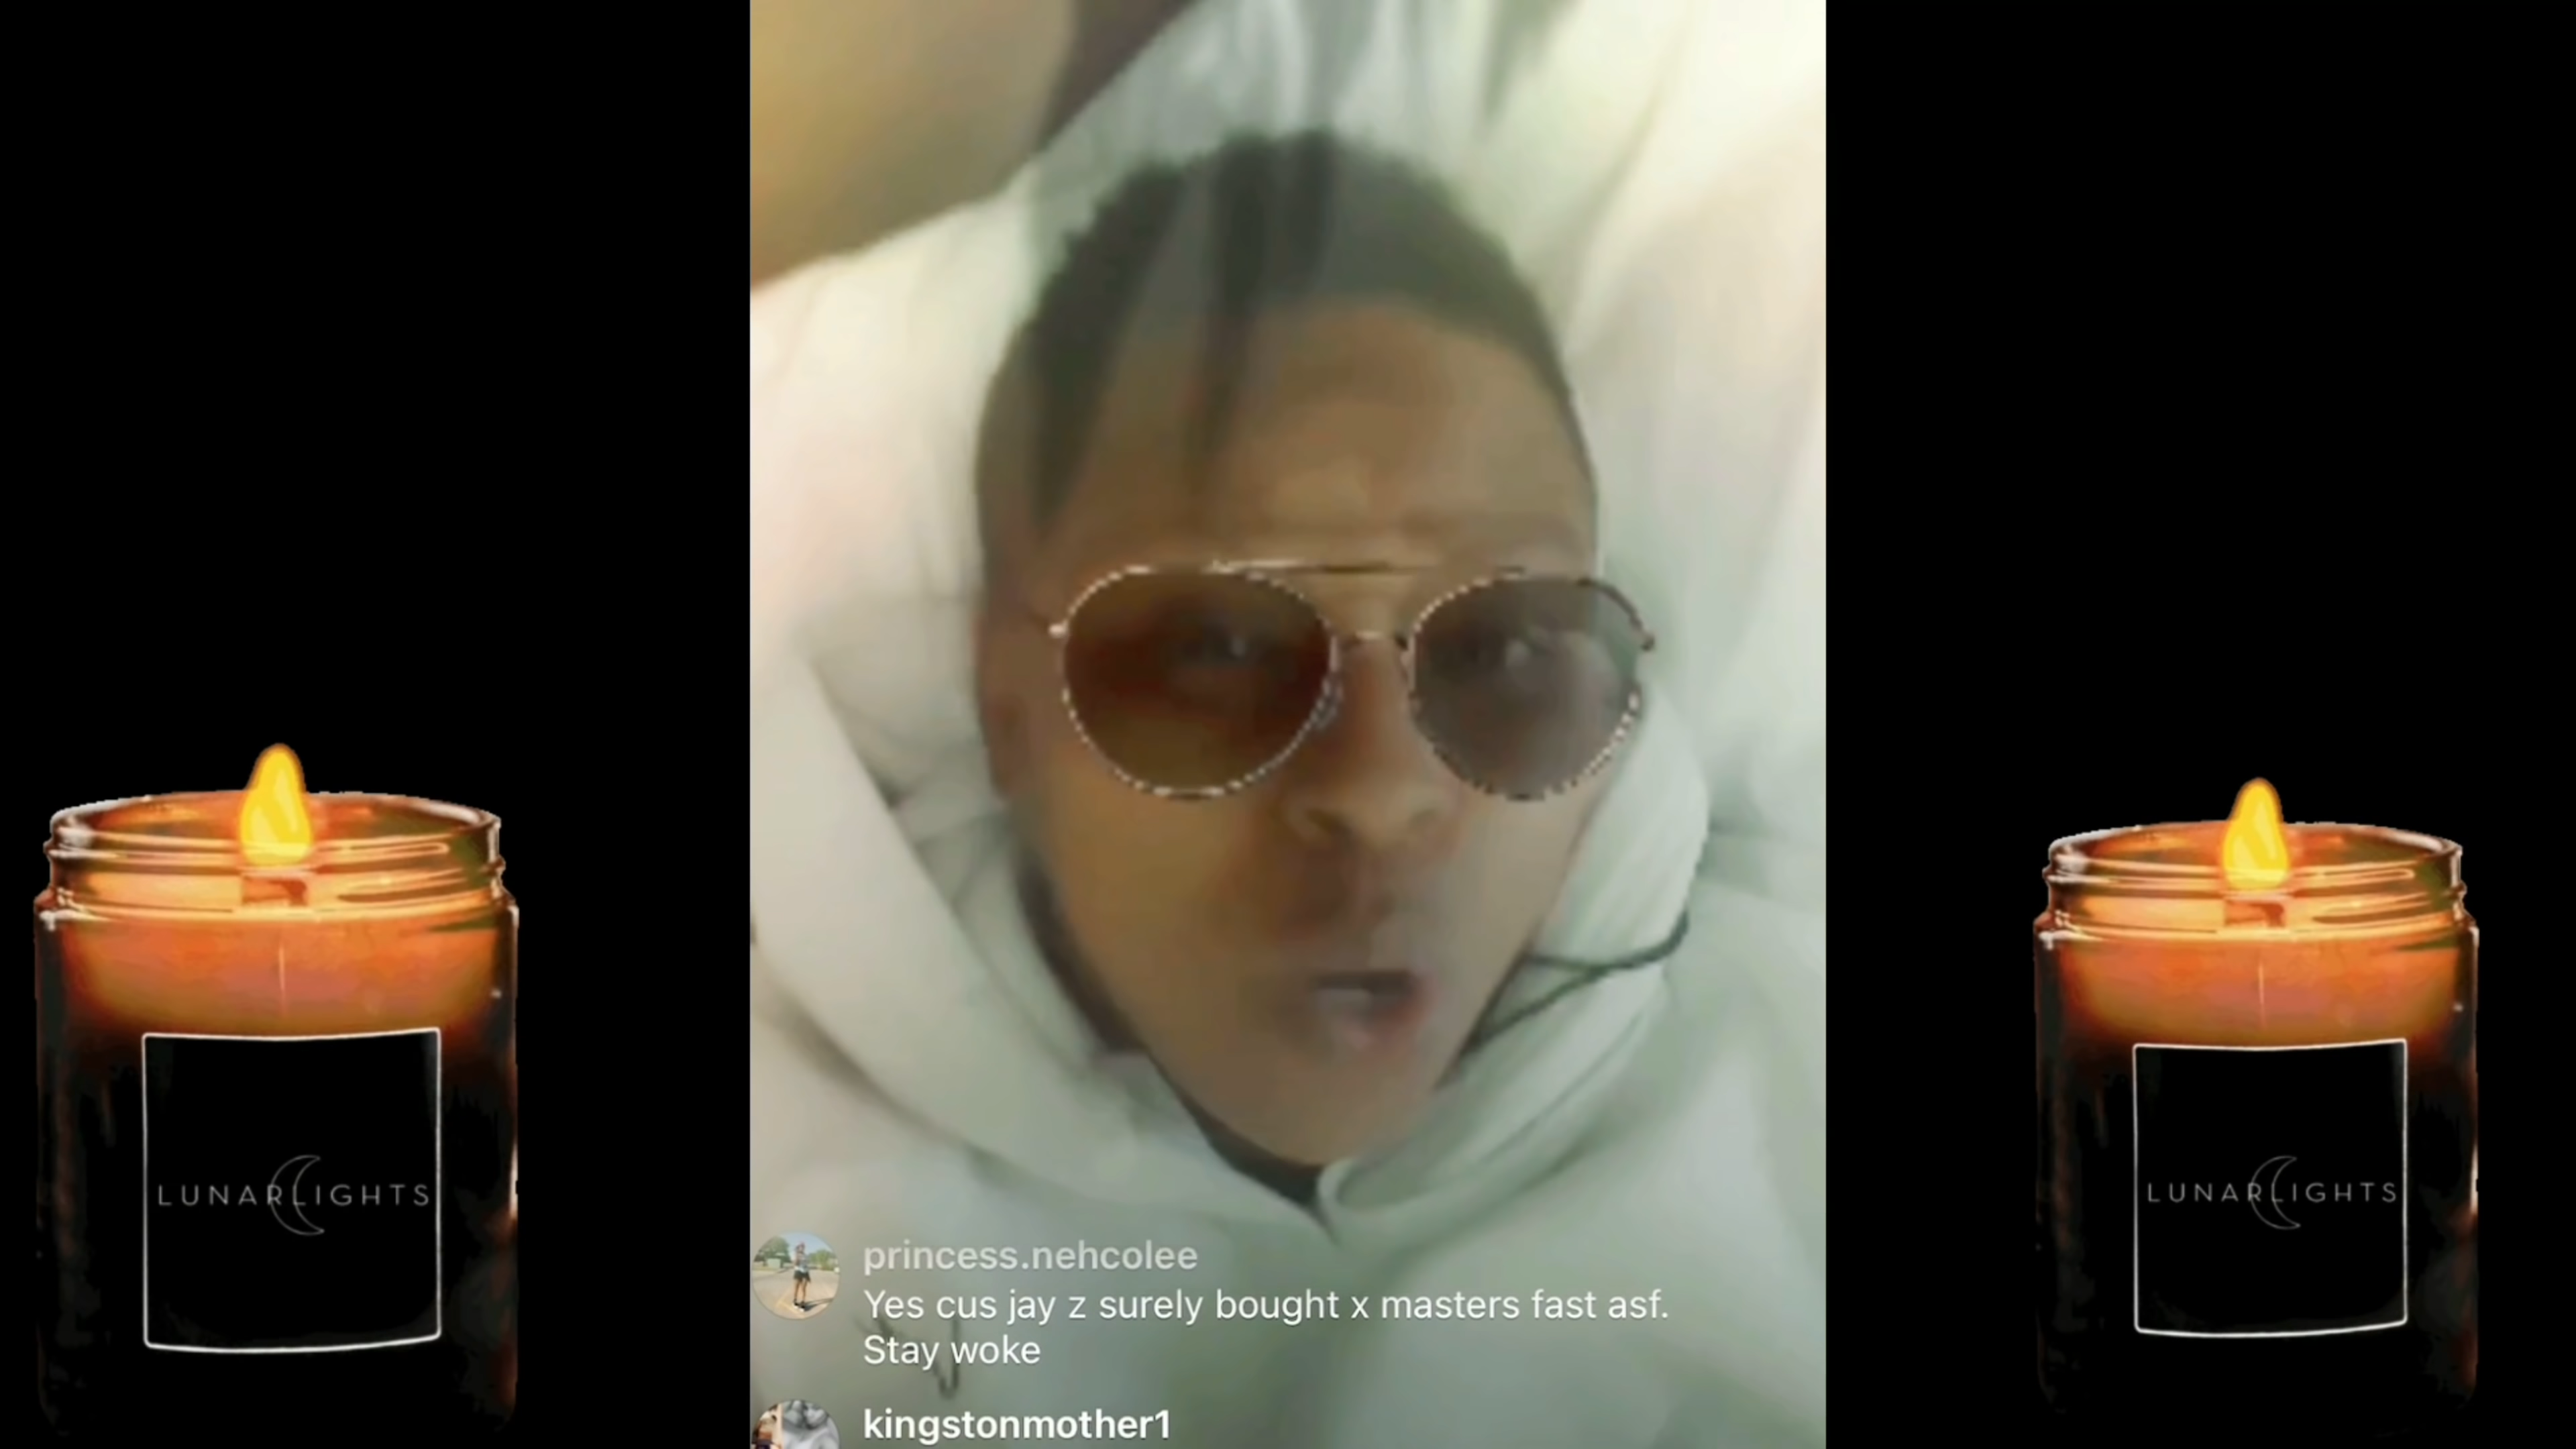 LUNARLIGHTS
princess.nehcolee
Yes cus jay z surely bought x masters fast asf.
Stay woke
kingstonmother1
LUNARLIGHTS